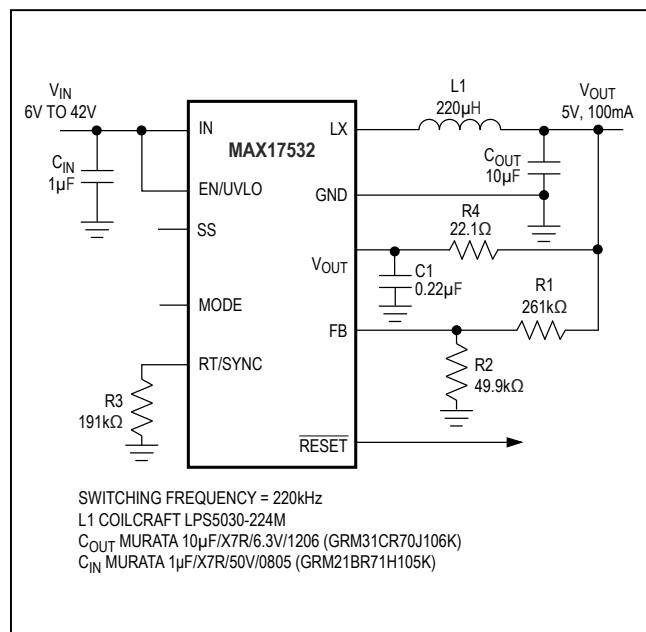 VIN
6V TO 42V
CIN
1µF
IN
EN/UVLO
SS
MODE
RT/SYNC
R3
191kΩ
MAX17532
LX
GND
VOUT
FB
RESET
L1
220µH
VOUT
5V, 100mA
COUT
10µF
R4
22.1Ω
C1
0.22µF
R1
261kΩ
R2
49.9kΩ
SWITCHING FREQUENCY = 220kHz
L1 COILCRAFT LPS5030-224M
COUT MURATA 10µF/X7R/6.3V/1206 (GRM31CR70J106K)
CIN MURATA 1µF/X7R/50V/0805 (GRM21BR71H105K)